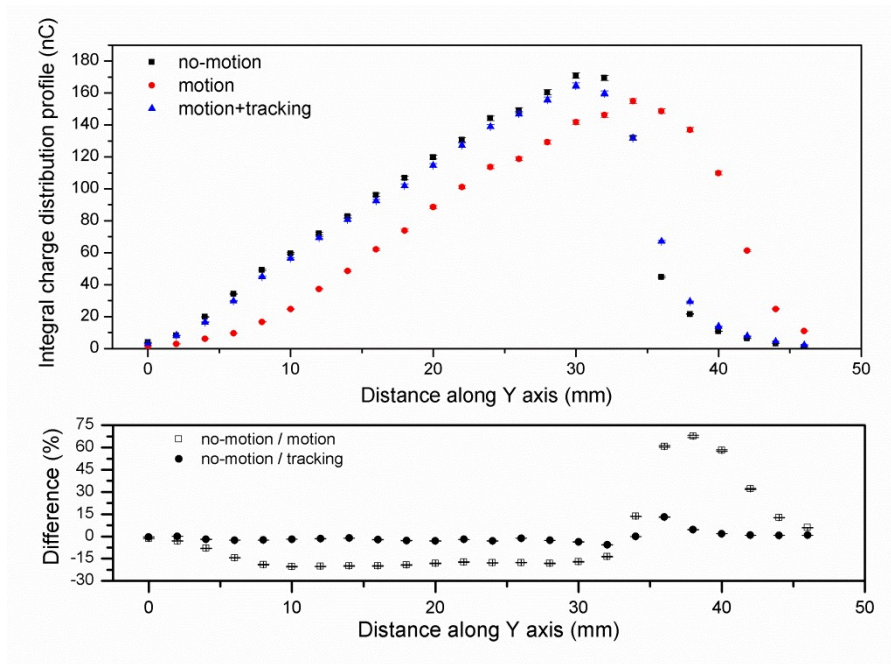 Integral charge distribution profile (nC)
180
160
140
120
100
80
60
40
20
0
no-motion
motion
motion+tracking
0 10 20 30 40 50
Distance along Y axis (mm)
Difference (%)
75
60
45
30
15
0
-15
-30
no-motion / motion
no-motion / tracking
0 10 20 30 40 50
Distance along Y axis (mm)